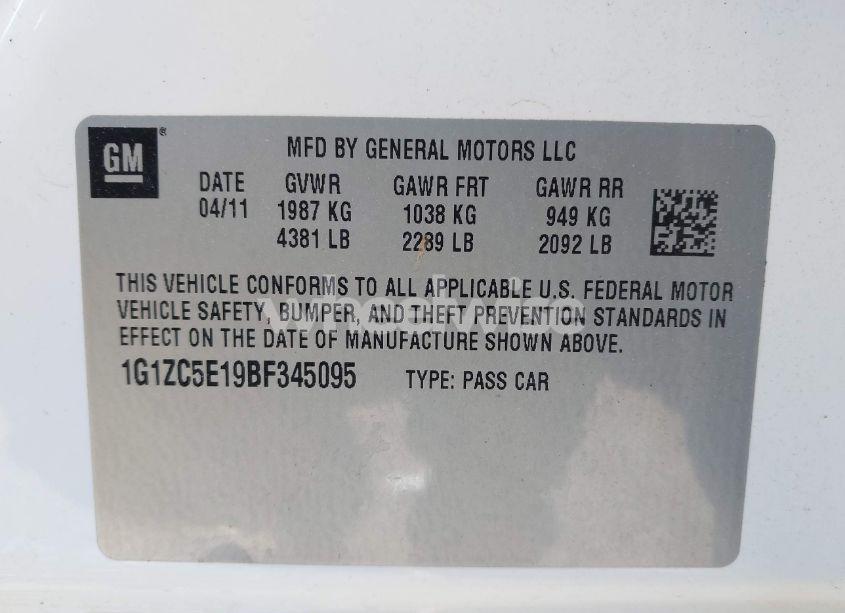 GM®
MFD BY GENERAL MOTORS LLC
DATE GVWR GAWR FRT GAWR RR
04/11 1987 KG 1038 KG 949 KG
4381 LB 2289 LB 2092 LB
THIS VEHICLE CONFORMS TO ALL APPLICABLE U.S. FEDERAL MOTOR
VEHICLE SAFETY, BUMPER, AND THEFT PREVENTION STANDARDS IN
EFFECT ON THE DATE OF MANUFACTURE SHOWN ABOVE.
1G1ZC5E19BF345095 TYPE: PASS CAR
wheelwise